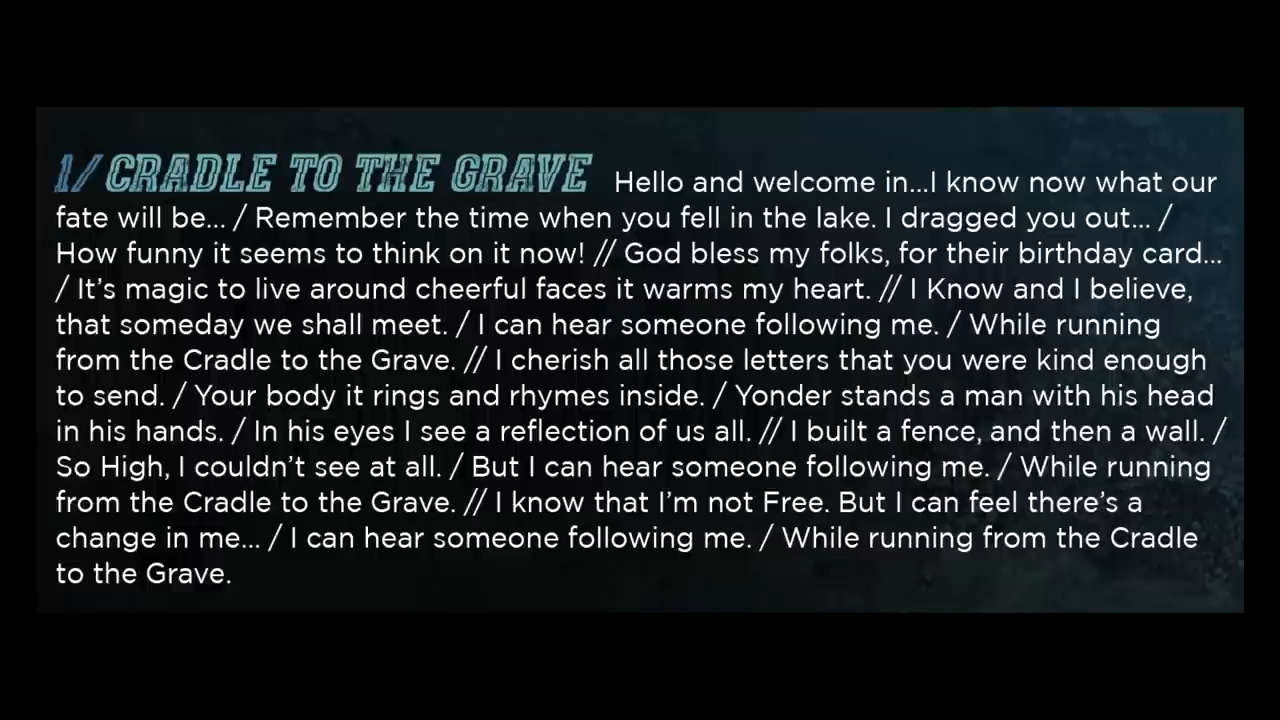 1/ CRADLE TO THE GRAVE Hello and welcome in...I know now what our
fate will be... / Remember the time when you fell in the lake. I dragged you out... /
How funny it seems to think on it now! // God bless my folks, for their birthday card...
/ It's magic to live around cheerful faces it warms my heart. // I Know and I believe,
that someday we shall meet. / I can hear someone following me. / While running
from the Cradle to the Grave. // I cherish all those letters that you were kind enough
to send. / Your body it rings and rhymes inside. / Yonder stands a man with his head
in his hands. / In his eyes I see a reflection of us all. // I built a fence, and then a wall. /
So High, I couldn't see at all. / But I can hear someone following me. / While running
from the Cradle to the Grave. // I know that I'm not Free. But I can feel there's a
change in me... / I can hear someone following me. / While running from the Cradle
to the Grave.